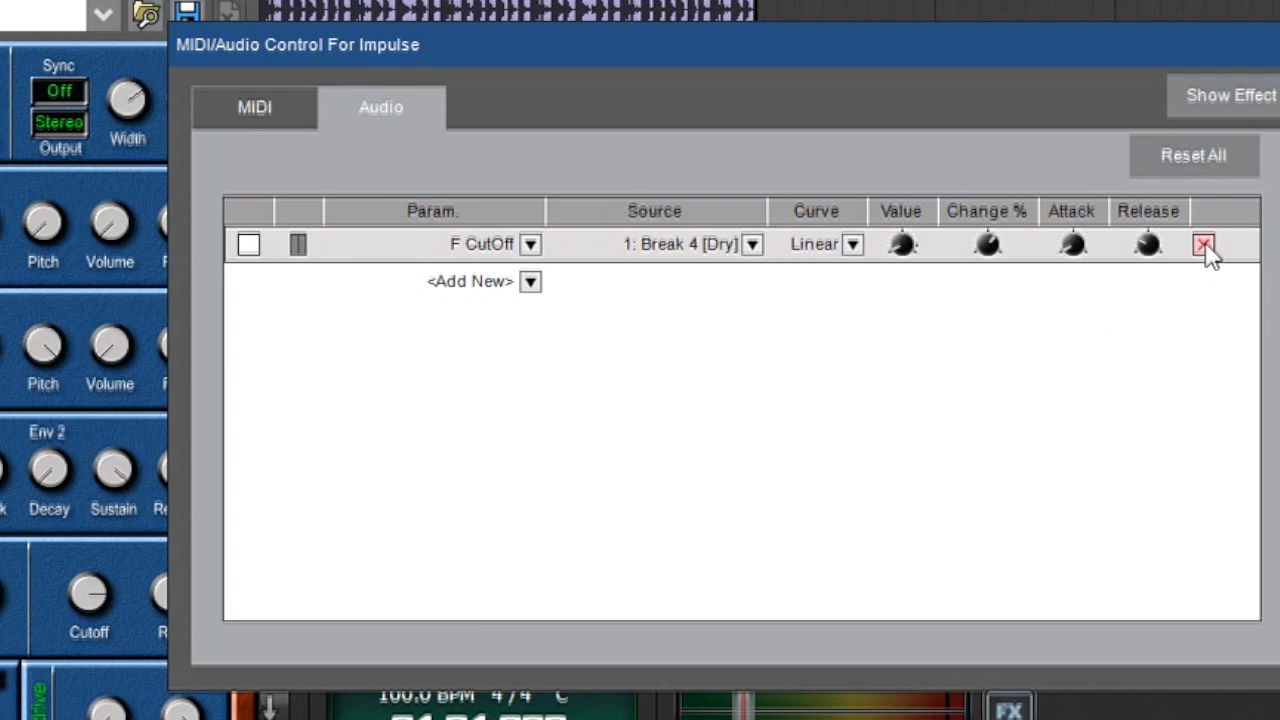 MIDI/Audio Control For Impulse
Sync
Off
Stereo
Output
Width
MIDI
Audio
Show Effect
Reset All
Param. Source Curve Value Change % Attack Release
F CutOff 1: Break 4 [Dry] Linear
<Add New>
Pitch Volume
Pitch Volume
Env 2
Decay Sustain
Cutoff
100.0 BPM 4 / 4 C
FX